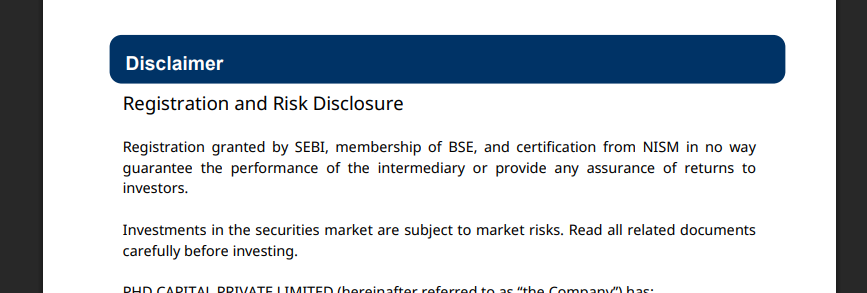 Disclaimer
Registration and Risk Disclosure
Registration granted by SEBI, membership of BSE, and certification from NISM in no way
guarantee the performance of the intermediary or provide any assurance of returns to
investors.
Investments in the securities market are subject to market risks. Read all related documents
carefully before investing.
PHD CAPITAL PRIVATE LIMITED (hereinafter referred to as “the Company”) has: